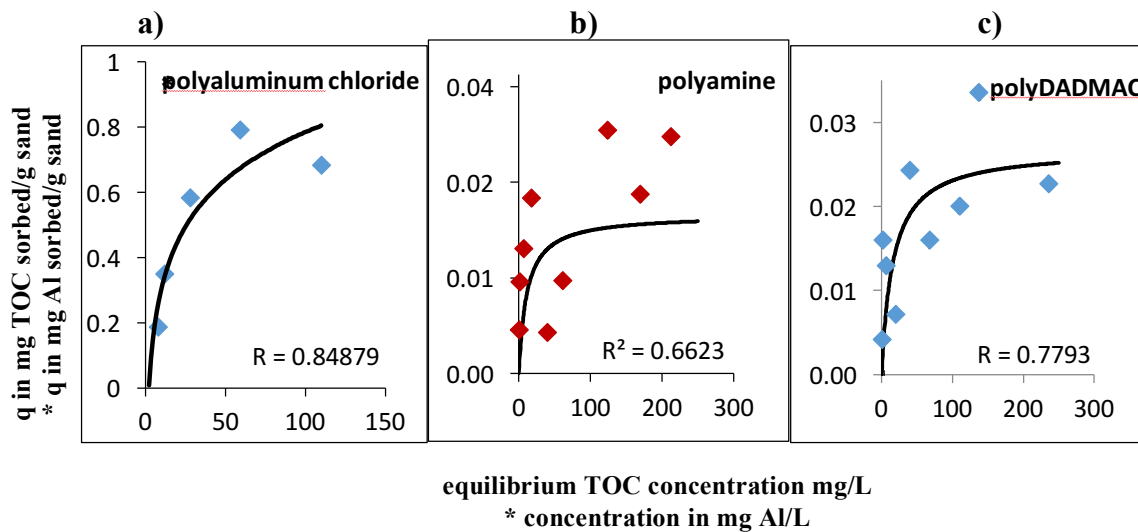 a)
b)
c)
q in mg TOC sorbed/g sand
* q in mg Al sorbed/g sand
1
0.8
0.6
0.4
0.2
0
0
50
100
150
*polyaluminum chloride
R = 0.84879
0.04
0.02
0.01
0.00
0
100
200
300
polyamine
R² = 0.6623
0.03
0.02
0.01
0.00
0
100
200
300
polyDADMAC
R = 0.7793
equilibrium TOC concentration mg/L
* concentration in mg Al/L